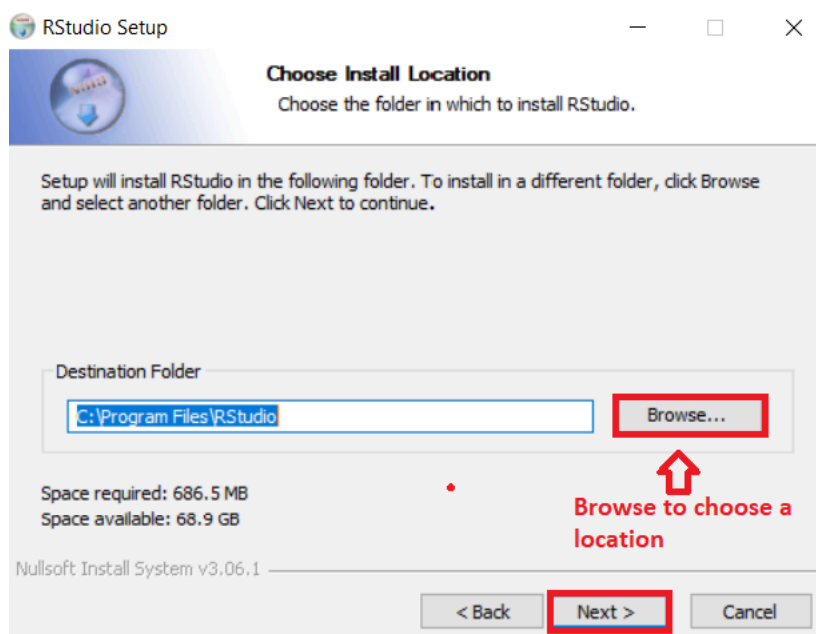 RStudio Setup
Choose Install Location
Choose the folder in which to install RStudio.
Setup will install RStudio in the following folder. To install in a different folder, click Browse
and select another folder. Click Next to continue.
Destination Folder
C:\Program Files\RStudio
Browse...
Space required: 686.5 MB
Space available: 68.9 GB
Browse to choose a
location
Nullsoft Install System v3.06.1
< Back
Next >
Cancel